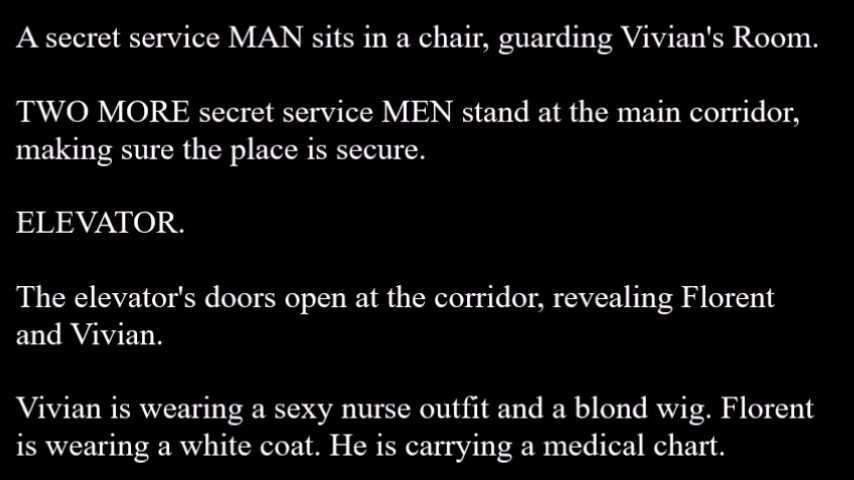 A secret service MAN sits in a chair, guarding Vivian's Room.
TWO MORE secret service MEN stand at the main corridor,
making sure the place is secure.
ELEVATOR.
The elevator's doors open at the corridor, revealing Florent
and Vivian.
Vivian is wearing a sexy nurse outfit and a blond wig. Florent
is wearing a white coat. He is carrying a medical chart.